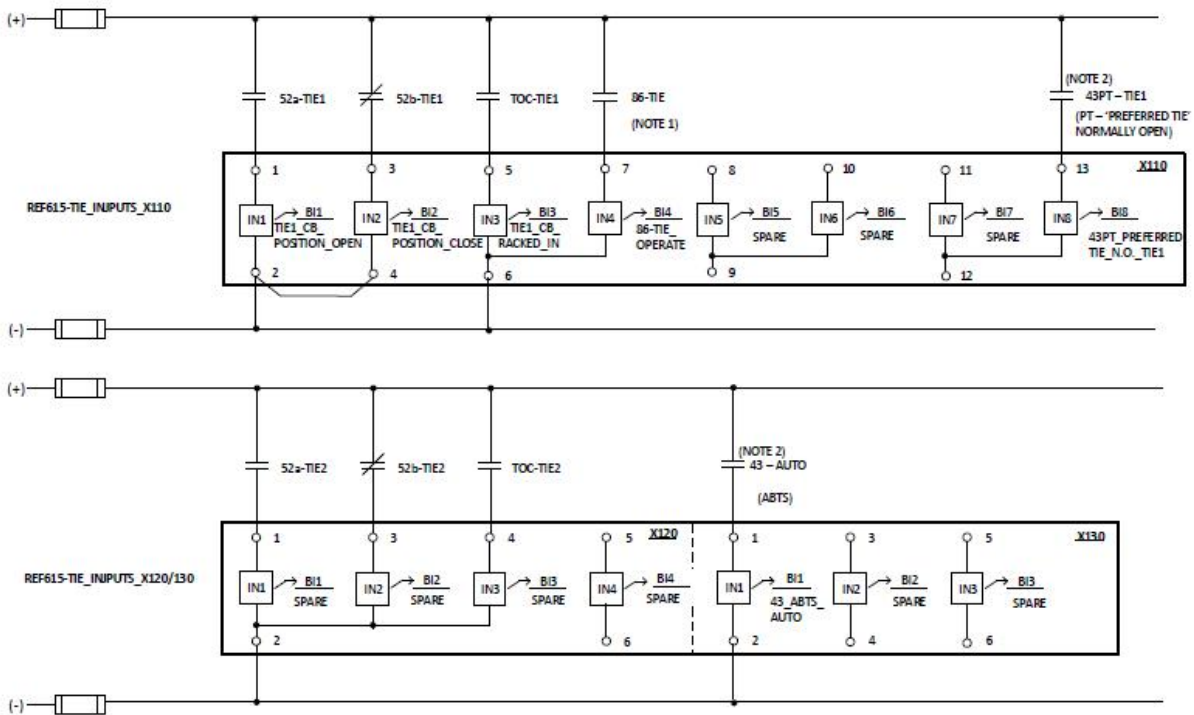 (+)
52a-TIE1
52b-TIE1
TOC-TIE1
86-TIE
(NOTE 1)
(NOTE 2)
43PT – TIE1
(PT – 'PREFERRED TIE'
NORMALLY OPEN)
1 3 5 7 8 10 11 13 X110
REF615-TIE_INJPUTS_X110
IN1 BI1
TIE1_CB_
POSITION_OPEN
IN2 BI2
TIE1_CB_
POSITION_CLOSE
IN3 BI3
TIE1_CB_
RACKED_IN
IN4 BI4
86-TIE_
OPERATE
IN5 BI5
SPARE
IN6 BI6
SPARE
IN7 BI7
SPARE
IN8 BI8
43PT_PREFERRED
TIE_N.O._TIE1
2 4 6 9 12
(-)
(+)
52a-TIE2
52b-TIE2
TOC-TIE2
(NOTE 2)
43 – AUTO
(ABTS)
1 3 4 5 X120 1 3 5 X130
REF615-TIE_INJPUTS_X120/130
IN1 BI1
SPARE
IN2 BI2
SPARE
IN3 BI3
SPARE
IN4 BI4
SPARE
IN1 BI1
43_ABTS_
AUTO
IN2 BI2
SPARE
IN3 BI3
SPARE
2 6 2 4 6
(-)